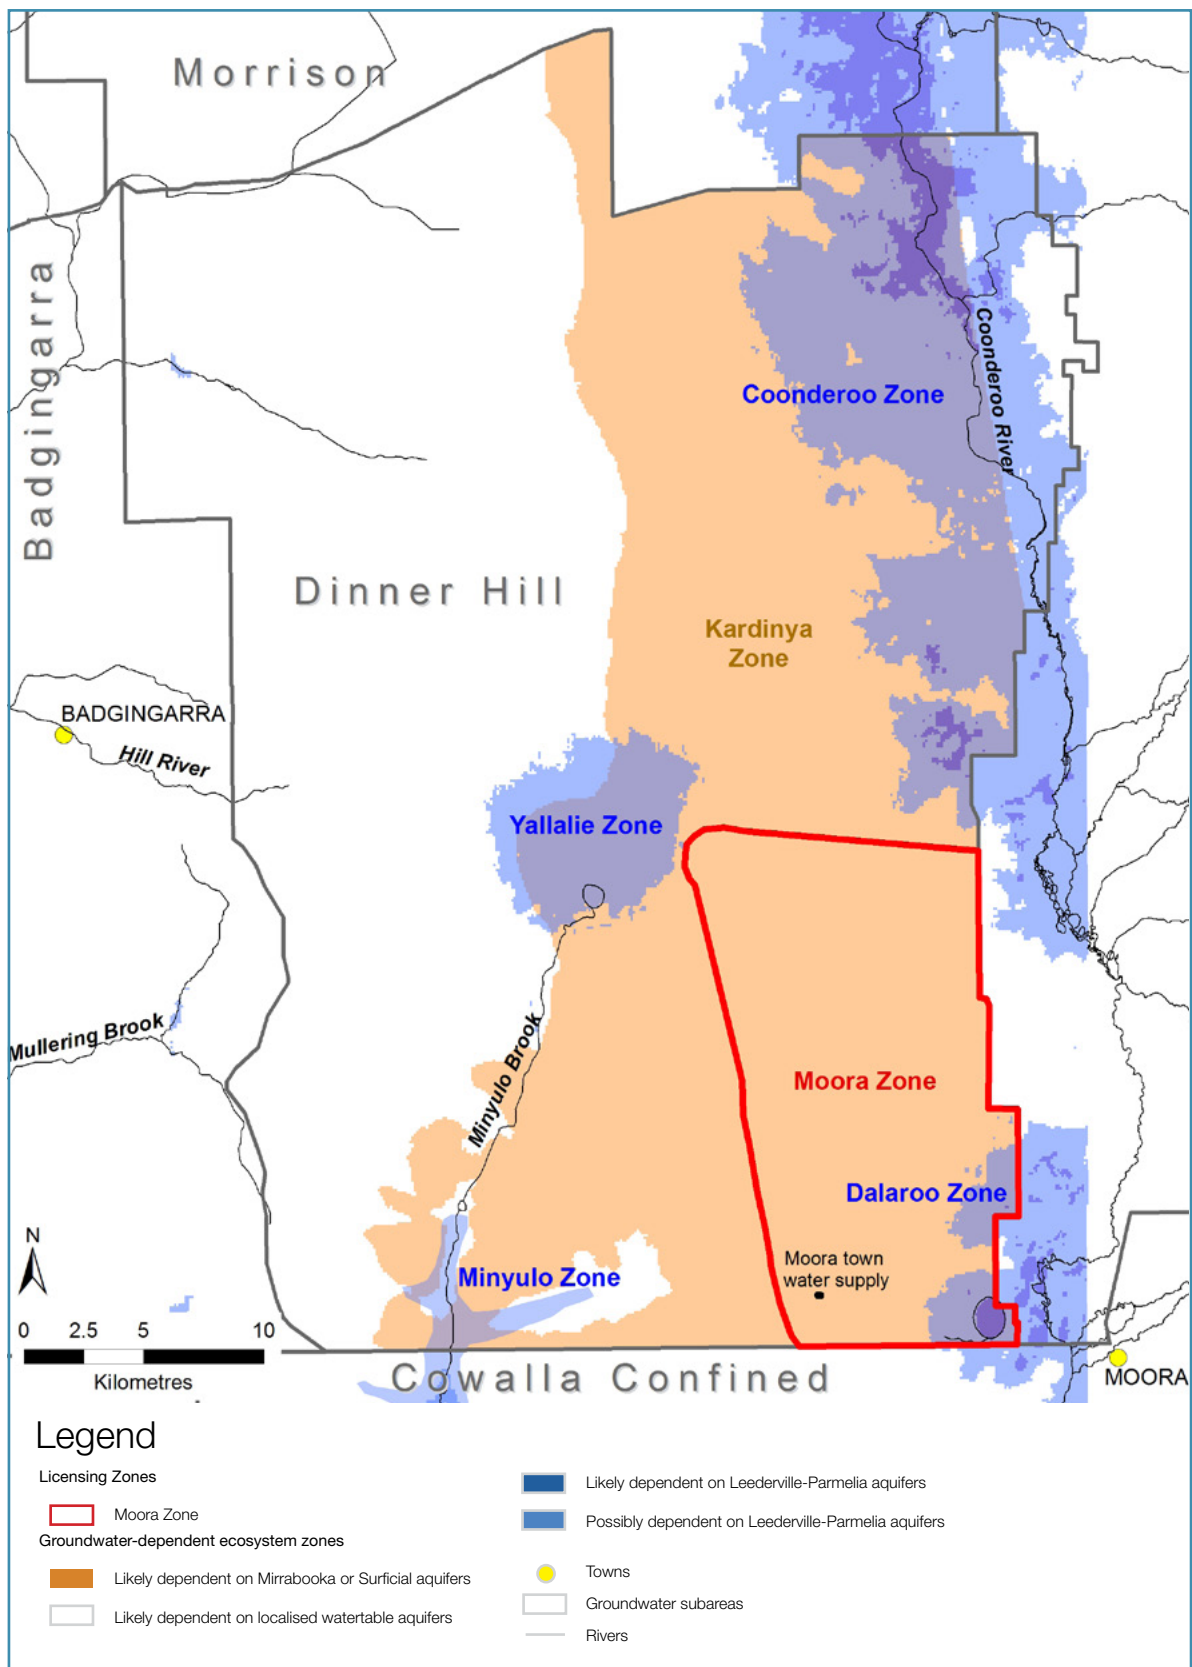 Morrison
Badgingarra
Coonderoo Zone
Coonderoo River
Dinner Hill
Kardinya
Zone
BADGINGARRA
Hill River
Yallalie Zone
Mullering Brook
Minyulo Brook
Moora Zone
Dalaroo Zone
Moora town
water supply
Minyulo Zone
N
0 2.5 5 10
Kilometres
Cowalla Confined
MOORA
Legend
Licensing Zones
Moora Zone
Groundwater-dependent ecosystem zones
Likely dependent on Mirrabooka or Surficial aquifers
Likely dependent on localised watertable aquifers
Likely dependent on Leederville-Parmelia aquifers
Possibly dependent on Leederville-Parmelia aquifers
Towns
Groundwater subareas
Rivers